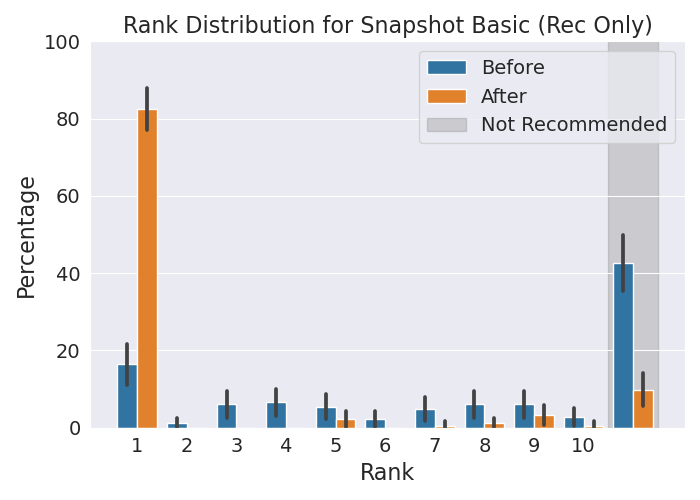 Rank Distribution for Snapshot Basic (Rec Only)
100
80
60
40
20
0
Percentage
Before
After
Not Recommended
1 2 3 4 5 6 7 8 9 10
Rank